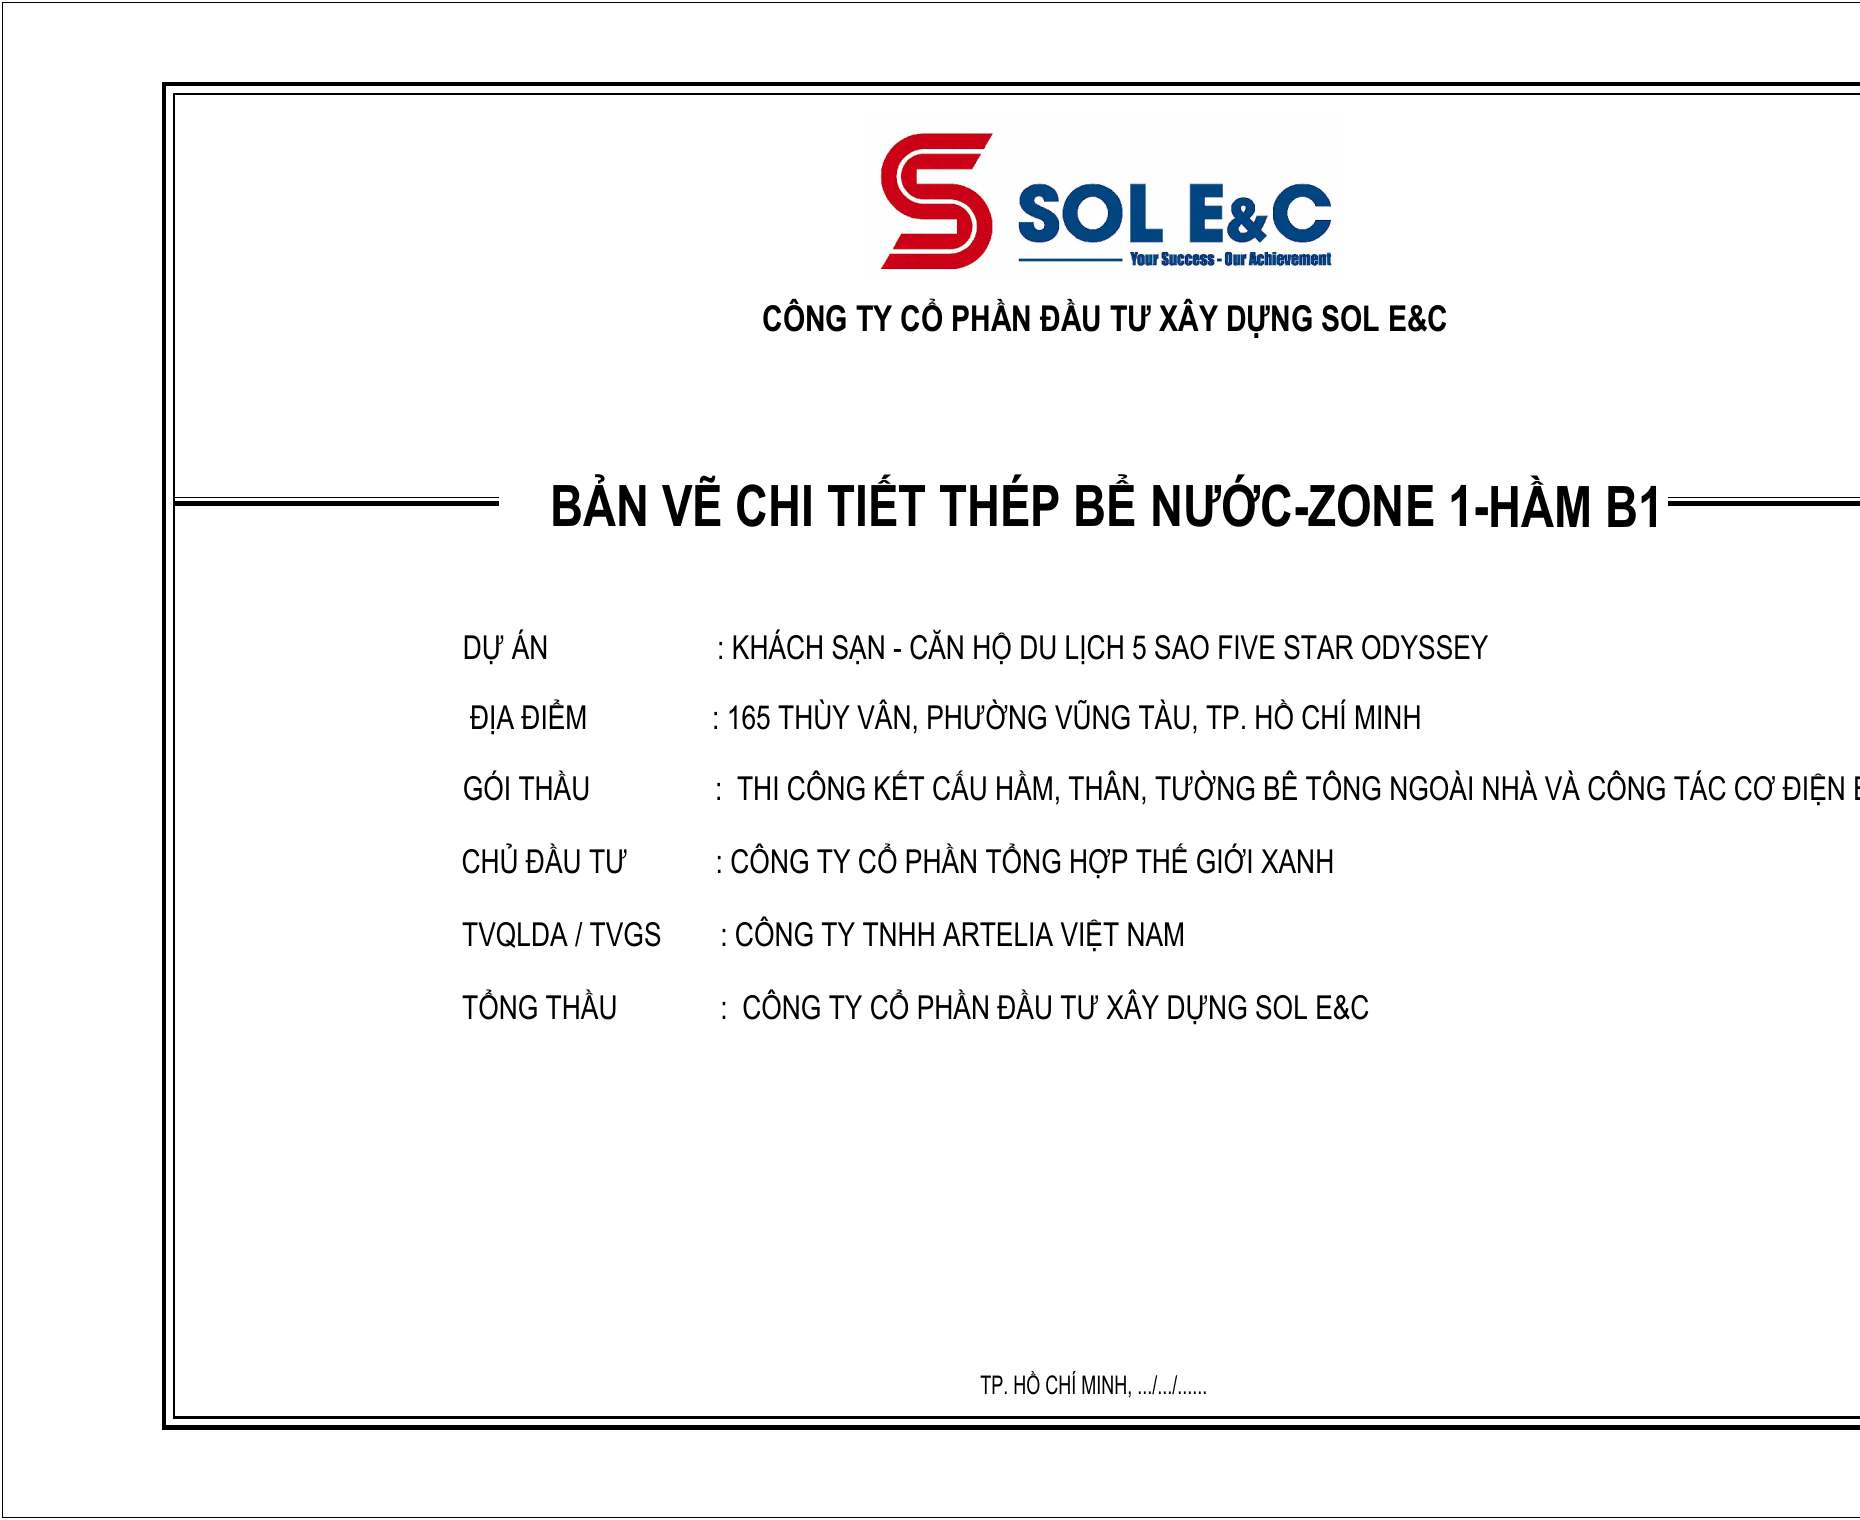 SOL E&C
Your Success - Our Achievement
CÔNG TY CỔ PHẦN ĐẦU TƯ XÂY DỰNG SOL E&C
BẢN VẼ CHI TIẾT THÉP BỂ NƯỚC-ZONE 1-HẦM B1
DỰ ÁN : KHÁCH SẠN - CĂN HỘ DU LỊCH 5 SAO FIVE STAR ODYSSEY
ĐỊA ĐIỂM : 165 THÙY VÂN, PHƯỜNG VŨNG TÀU, TP. HỒ CHÍ MINH
GÓI THẦU : THI CÔNG KẾT CẤU HẦM, THÂN, TƯỜNG BÊ TÔNG NGOÀI NHÀ VÀ CÔNG TÁC CƠ ĐIỆN
CHỦ ĐẦU TƯ : CÔNG TY CỔ PHẦN TỔNG HỢP THẾ GIỚI XANH
TVQLDA / TVGS : CÔNG TY TNHH ARTELIA VIỆT NAM
TỔNG THẦU : CÔNG TY CỔ PHẦN ĐẦU TƯ XÂY DỰNG SOL E&C
TP. HỒ CHÍ MINH, .../.../......